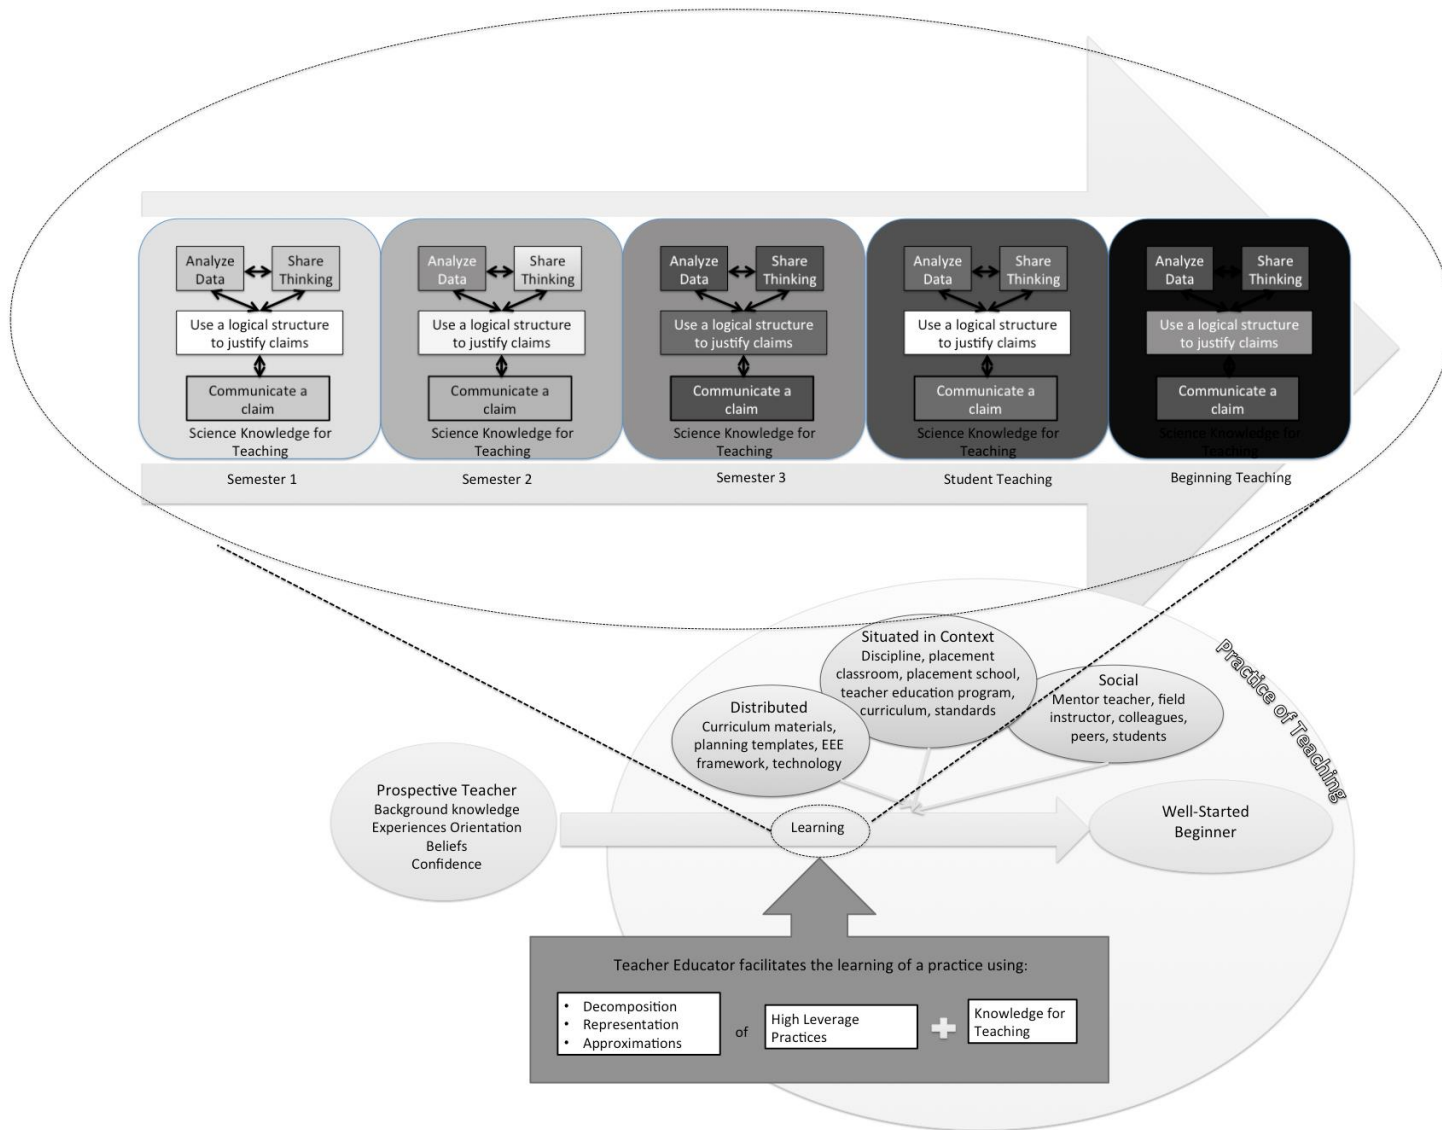 Analyze
Data
Share
Thinking
Use a logical structure
to justify claims
Communicate a
claim
Science Knowledge for
Teaching
Semester 1
Analyze
Data
Share
Thinking
Use a logical structure
to justify claims
Communicate a
claim
Science Knowledge for
Teaching
Semester 2
Analyze
Data
Share
Thinking
Use a logical structure
to justify claims
Communicate a
claim
Science Knowledge for
Teaching
Semester 3
Analyze
Data
Share
Thinking
Use a logical structure
to justify claims
Communicate a
claim
Science Knowledge for
Teaching
Student Teaching
Analyze
Data
Share
Thinking
Use a logical structure
to justify claims
Communicate a
claim
Science Knowledge for
Teaching
Beginning Teaching
Practice of Teaching
Situated in Context
Discipline, placement
classroom, placement school,
teacher education program,
curriculum, standards
Distributed
Curriculum materials,
planning templates, EEE
framework, technology
Social
Mentor teacher, field
instructor, colleagues,
peers, students
Prospective Teacher
Background knowledge
Experiences Orientation
Beliefs
Confidence
Learning
Well-Started
Beginner
Teacher Educator facilitates the learning of a practice using:
• Decomposition
• Representation
• Approximations
of
High Leverage
Practices
Knowledge for
Teaching